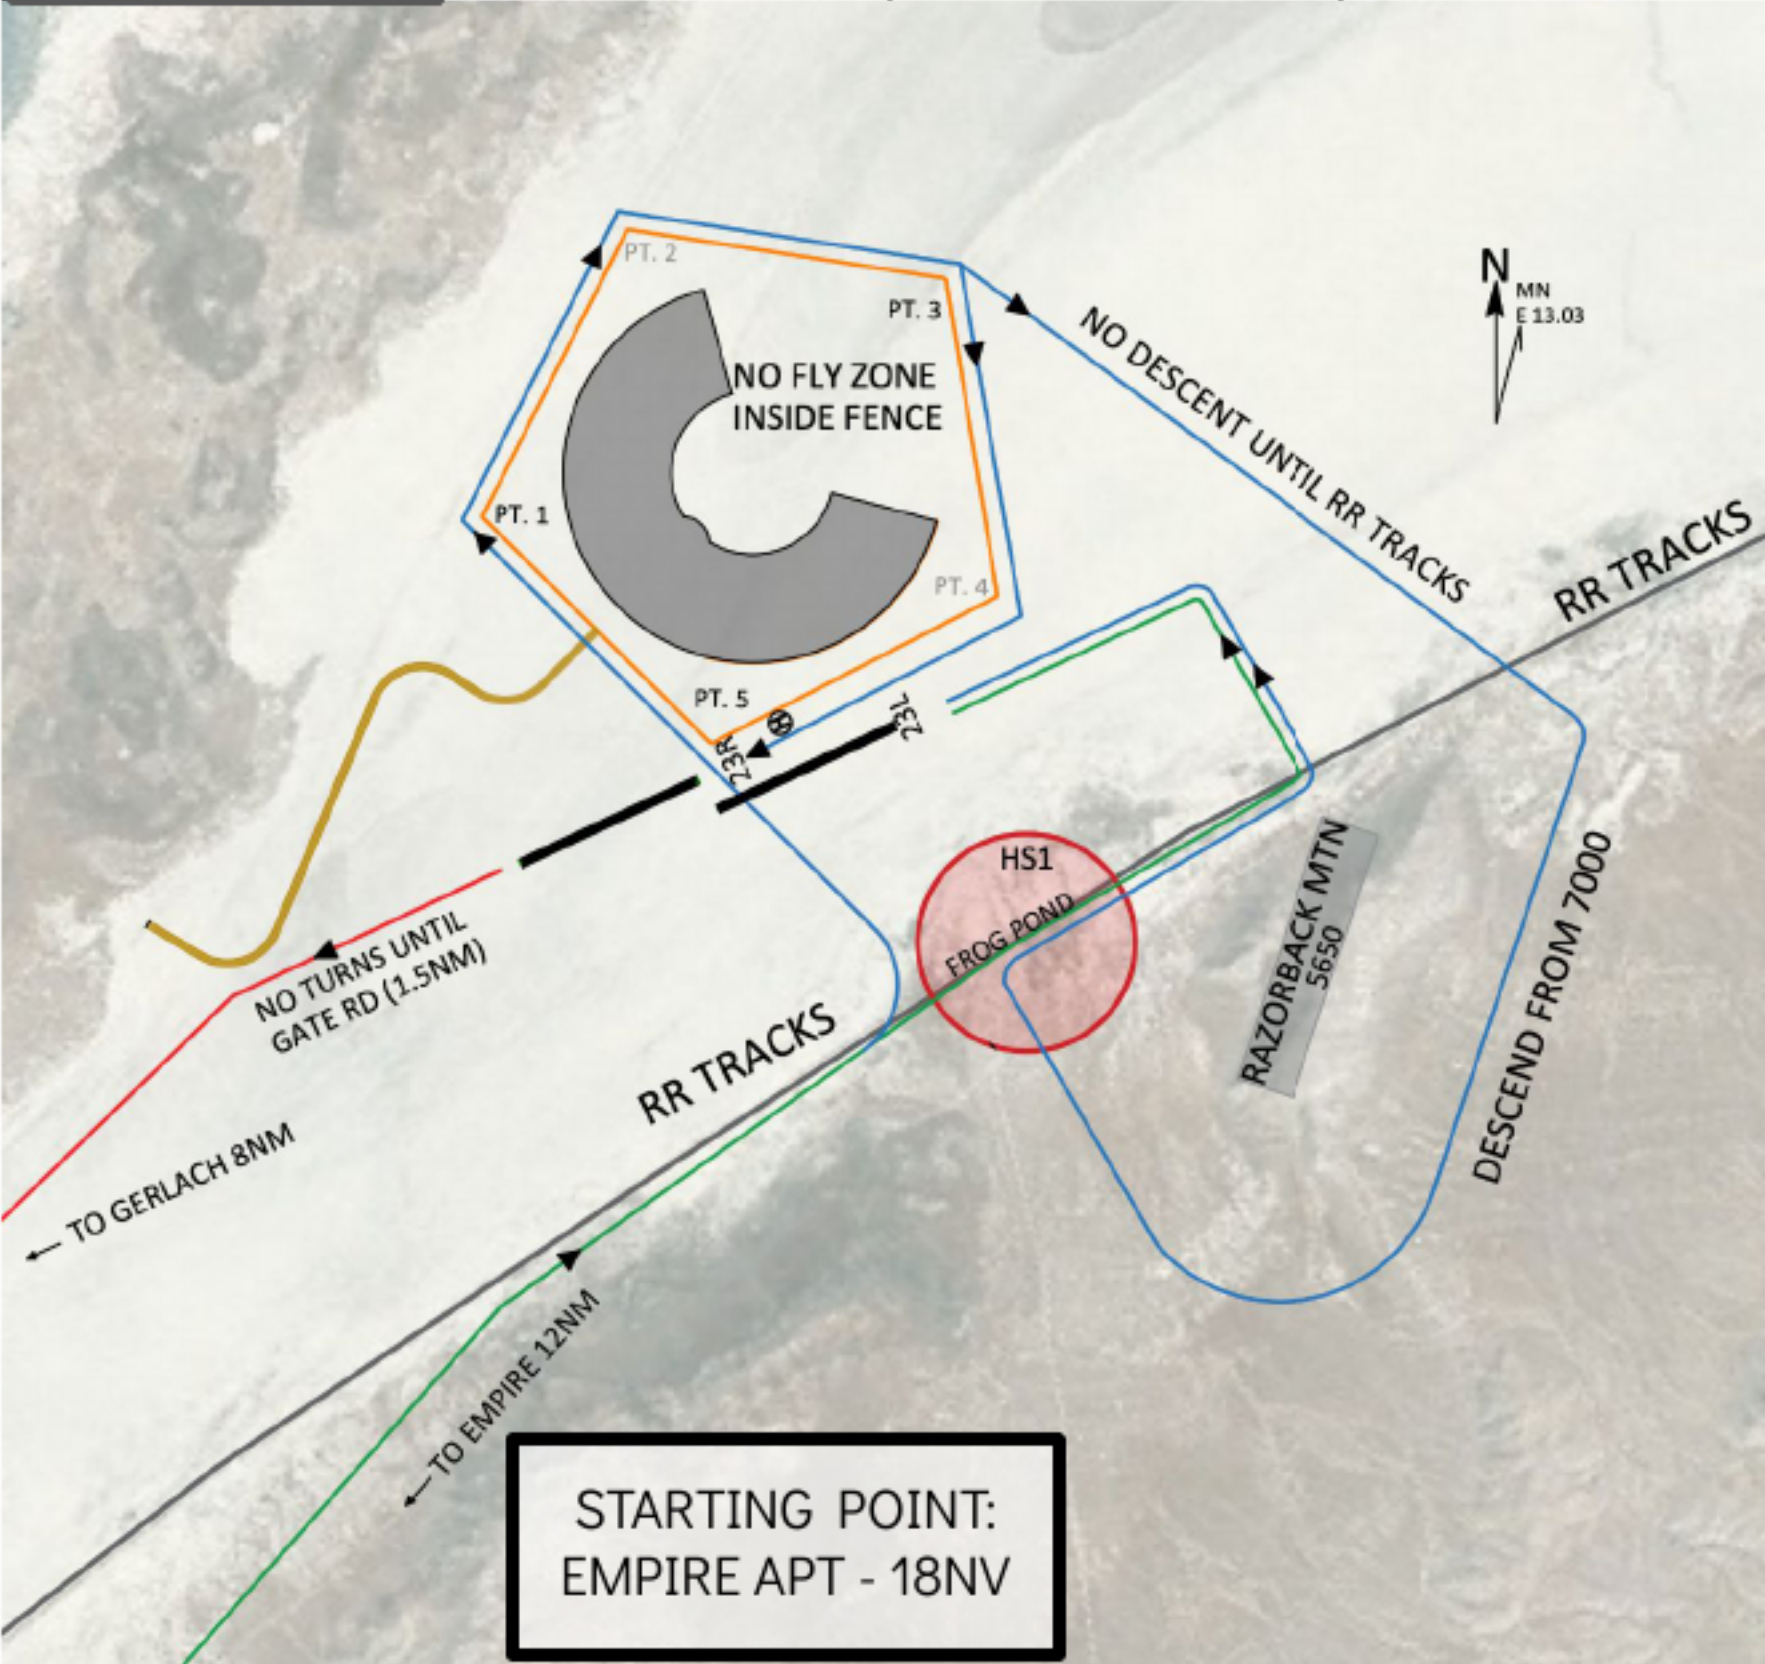 PT. 2
PT. 3
NO FLY ZONE
INSIDE FENCE
N
MN
E 13.03
NO DESCENT UNTIL RR TRACKS
PT. 1
PT. 4
RR TRACKS
PT. 5
23L
23R
HS1
FROG POND
RAZORBACK MTN
5650
DESCEND FROM 7000
NO TURNS UNTIL
GATE RD (1.5NM)
RR TRACKS
TO GERLACH 8NM
TO EMPIRE 12NM
STARTING POINT:
EMPIRE APT - 18NV